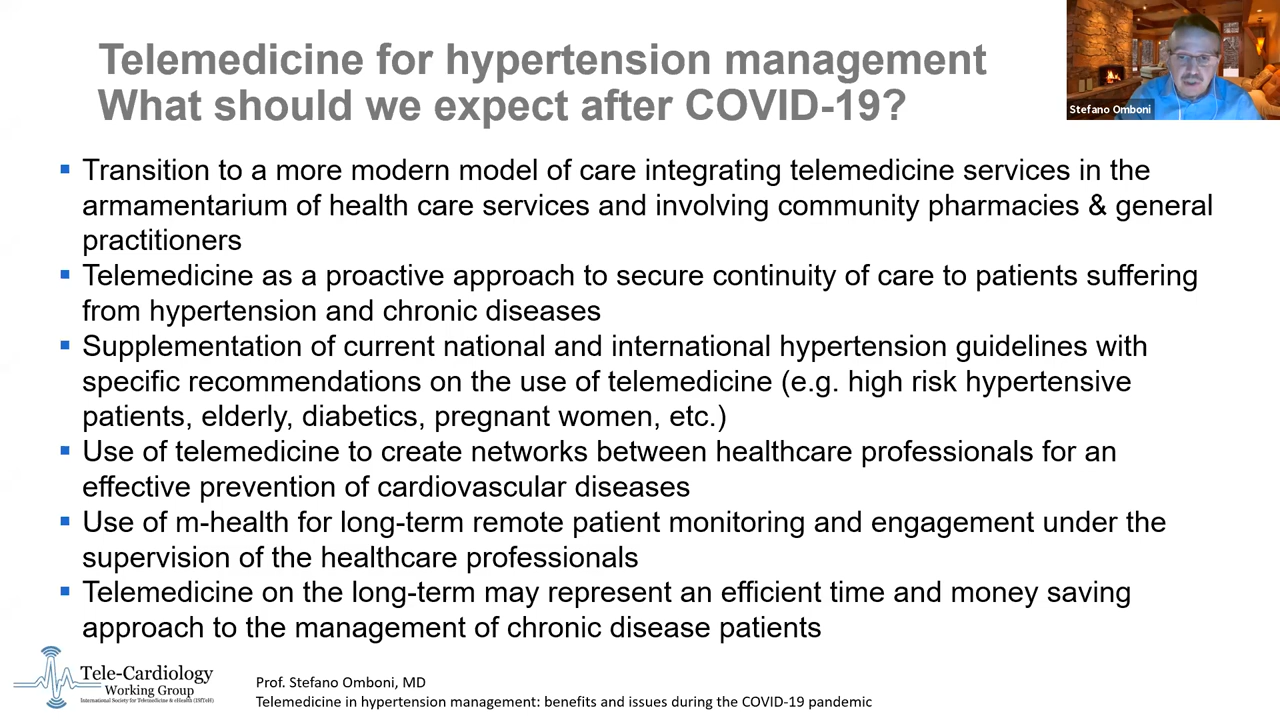 Telemedicine for hypertension management
What should we expect after COVID-19?
Stefano Omboni
Transition to a more modern model of care integrating telemedicine services in the
armamentarium of health care services and involving community pharmacies & general
practitioners
Telemedicine as a proactive approach to secure continuity of care to patients suffering
from hypertension and chronic diseases
Supplementation of current national and international hypertension guidelines with
specific recommendations on the use of telemedicine (e.g. high risk hypertensive
patients, elderly, diabetics, pregnant women, etc.)
Use of telemedicine to create networks between healthcare professionals for an
effective prevention of cardiovascular diseases
Use of m-health for long-term remote patient monitoring and engagement under the
supervision of the healthcare professionals
Telemedicine on the long-term may represent an efficient time and money saving
approach to the management of chronic disease patients
Tele-Cardiology
Working Group
International Society for Telemedicine & eHealth (ISfTeH)
Prof. Stefano Omboni, MD
Telemedicine in hypertension management: benefits and issues during the COVID-19 pandemic